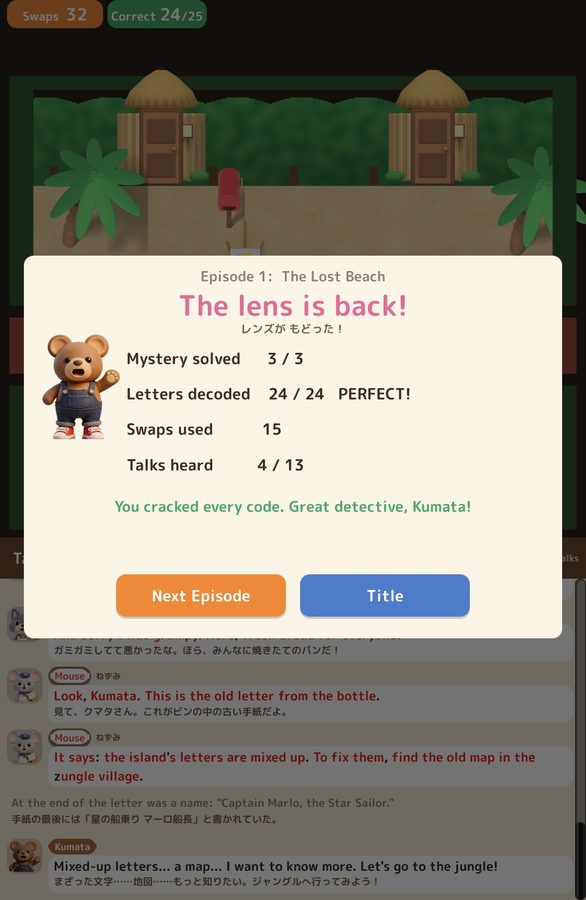 Swaps 32
Correct 24/25
Episode 1: The Lost Beach
The lens is back!
レンズが もどった！
Mystery solved 3 / 3
Letters decoded 24 / 24 PERFECT!
Swaps used 15
Talks heard 4 / 13
You cracked every code. Great detective, Kumata!
Next Episode
Title
ガミガミしてて悪かったな。ほら、みんなに焼きたてのパンだ！
Mouse ねずみ
Look, Kumata. This is the old letter from the bottle.
見て、クマタさん。これがビンの中の古い手紙だよ。
Mouse ねずみ
It says: the island's letters are mixed up. To fix them, find the old map in the
zungle village.
At the end of the letter was a name: "Captain Marlo, the Star Sailor."
手紙の最後には「星の船乗り マーロ船長」と書かれていた。
Kumata
Mixed-up letters... a map... I want to know more. Let's go to the jungle!
まざった文字……地図……もっと知りたい。ジャングルへ行ってみよう！